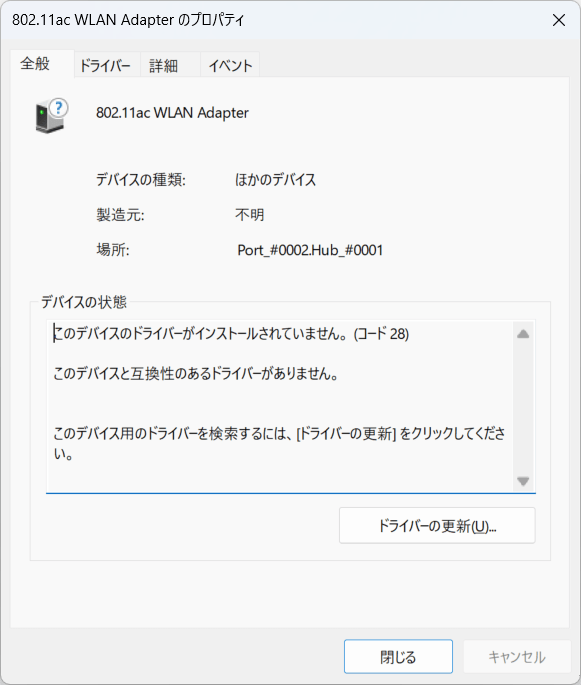 802.11ac WLAN Adapter のプロパティ
全般 ドライバー 詳細 イベント
802.11ac WLAN Adapter
デバイスの種類: ほかのデバイス
製造元: 不明
場所: Port_#0002.Hub_#0001
デバイスの状態
このデバイスのドライバーがインストールされていません。 (コード 28)
このデバイスと互換性のあるドライバーがありません。
このデバイス用のドライバーを検索するには、[ドライバーの更新] をクリックしてくださ
い。
ドライバーの更新(U)...
閉じる キャンセル